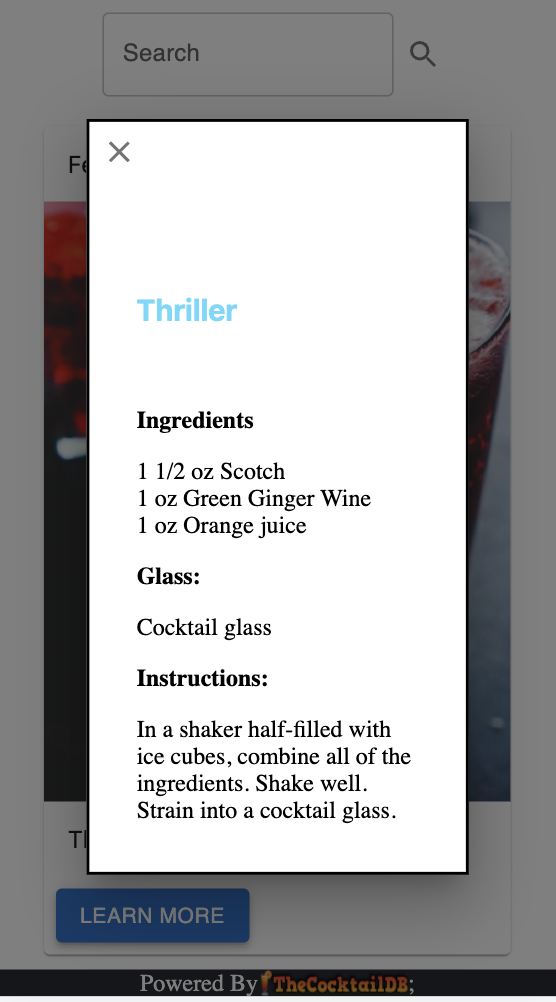 Search
Fe
Thriller
Ingredients
1 1/2 oz Scotch
1 oz Green Ginger Wine
1 oz Orange juice
Glass:
Cocktail glass
Instructions:
In a shaker half-filled with
ice cubes, combine all of the
ingredients. Shake well.
Strain into a cocktail glass.
LEARN MORE
Powered By TheCocktailDB;